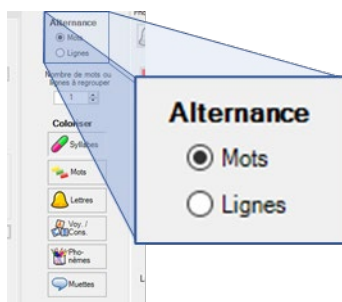 Alternance
Mots
Lignes
Nombre de mots ou
lignes à regrouper
1
Coloriser
Syllabes
Mots
Lettres
Voy. /
Cons.
Pho-
nèmes
Muettes
Alternance
Mots
Lignes